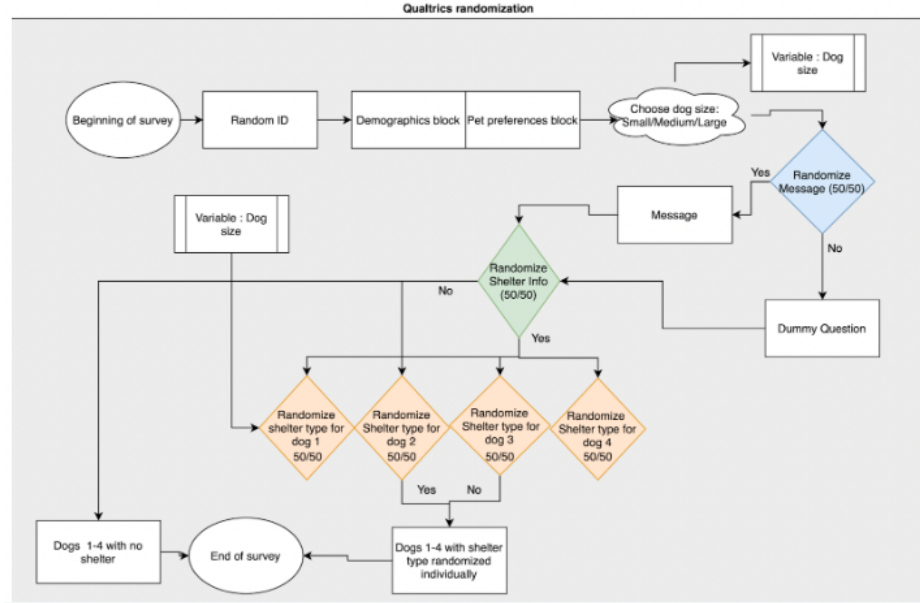 Qualtrics randomization
Variable : Dog
size
Beginning of survey
Random ID
Demographics block
Pet preferences block
Choose dog size:
Small/Medium/Large
Yes
Randomize
Message (50/50)
Variable : Dog
size
Message
No
Randomize
Shelter Info
(50/50)
No
Yes
Dummy Question
Randomize
shelter type for
dog 1
50/50
Randomize
Shelter type for
dog 2
50/50
Randomize
Shelter type for
dog 3
50/50
Randomize
Shelter type for
dog 4
50/50
Yes
No
Dogs 1-4 with no
shelter
End of survey
Dogs 1-4 with shelter
type randomized
individually